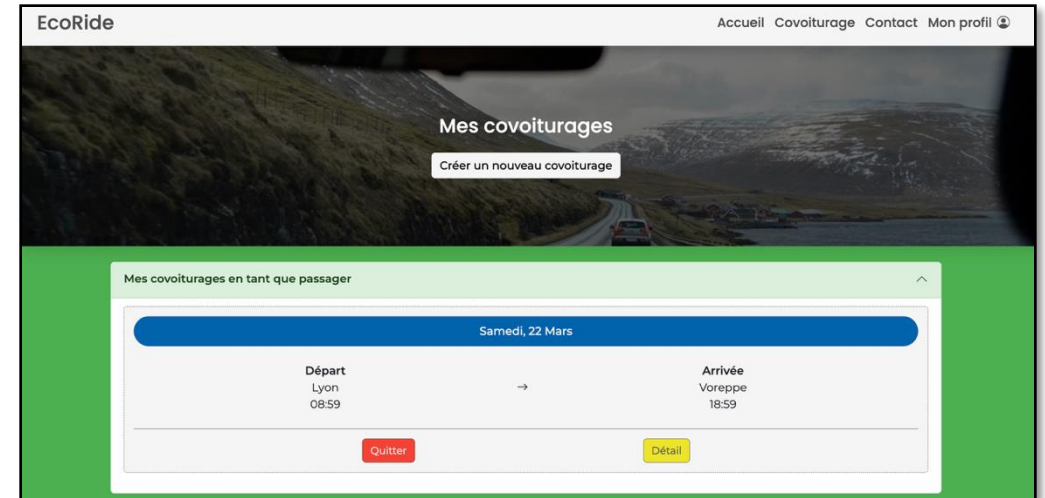 EcoRide
Accueil Covoiturage Contact Mon profil
Mes covoiturages
Créer un nouveau covoiturage
Mes covoiturages en tant que passager
Samedi, 22 Mars
Départ
Lyon
08:59
→
Arrivée
Voreppe
18:59
Quitter
Détail